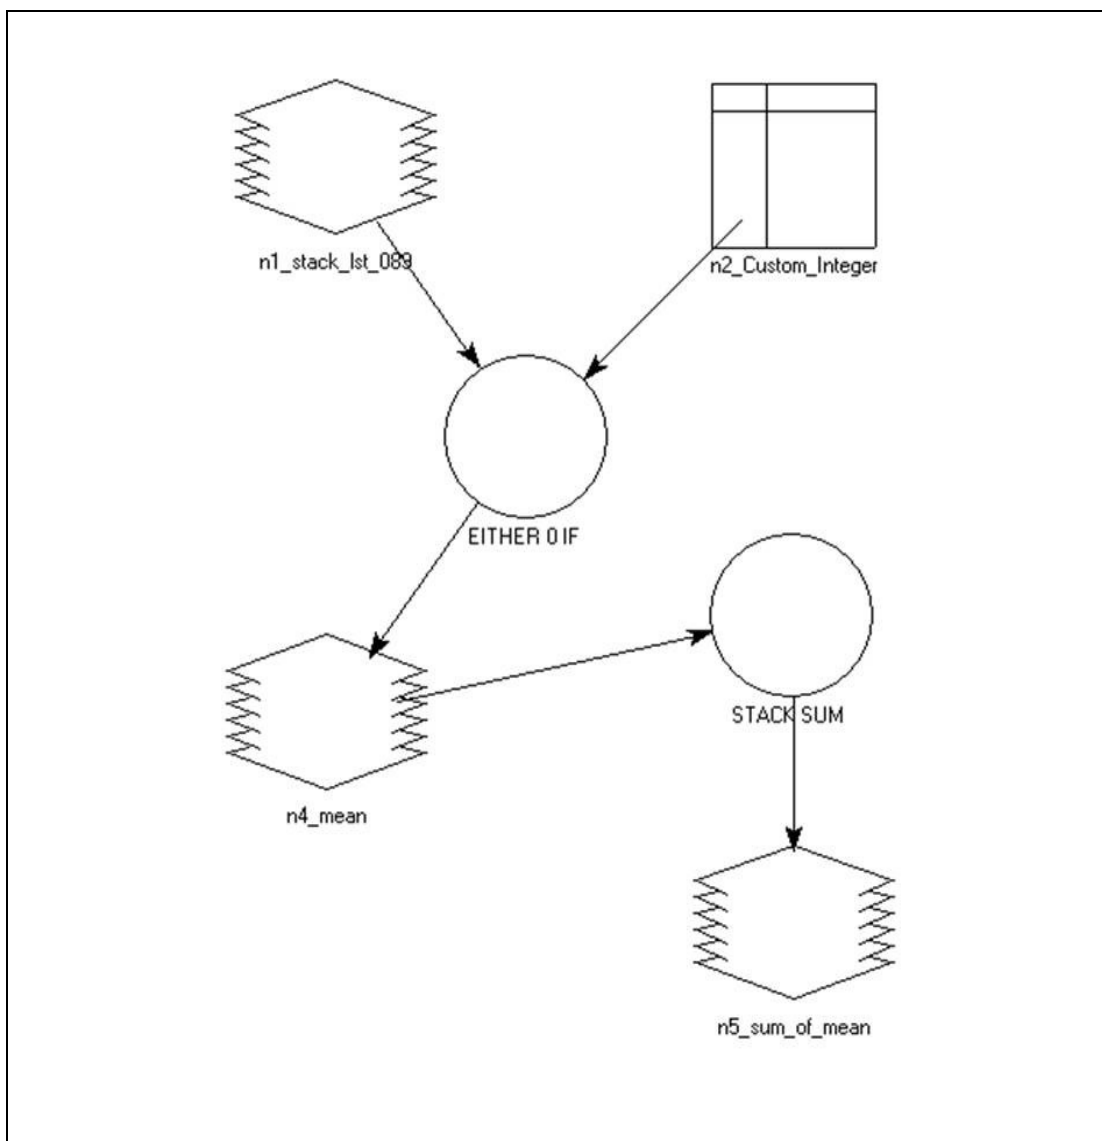 n1_stack_lst_089
n2_Custom_Integer
EITHER 0 IF
STACK SUM
n4_mean
n5_sum_of_mean